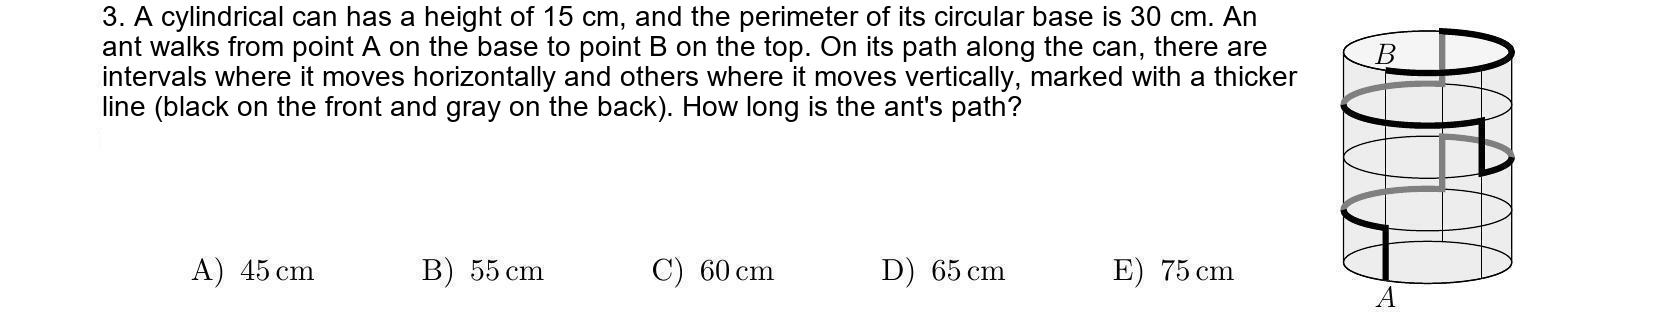 3. A cylindrical can has a height of 15 cm, and the perimeter of its circular base is 30 cm. An
ant walks from point A on the base to point B on the top. On its path along the can, there are
intervals where it moves horizontally and others where it moves vertically, marked with a thicker
line (black on the front and gray on the back). How long is the ant's path?
A) 45 cm B) 55 cm C) 60 cm D) 65 cm E) 75 cm
B
A